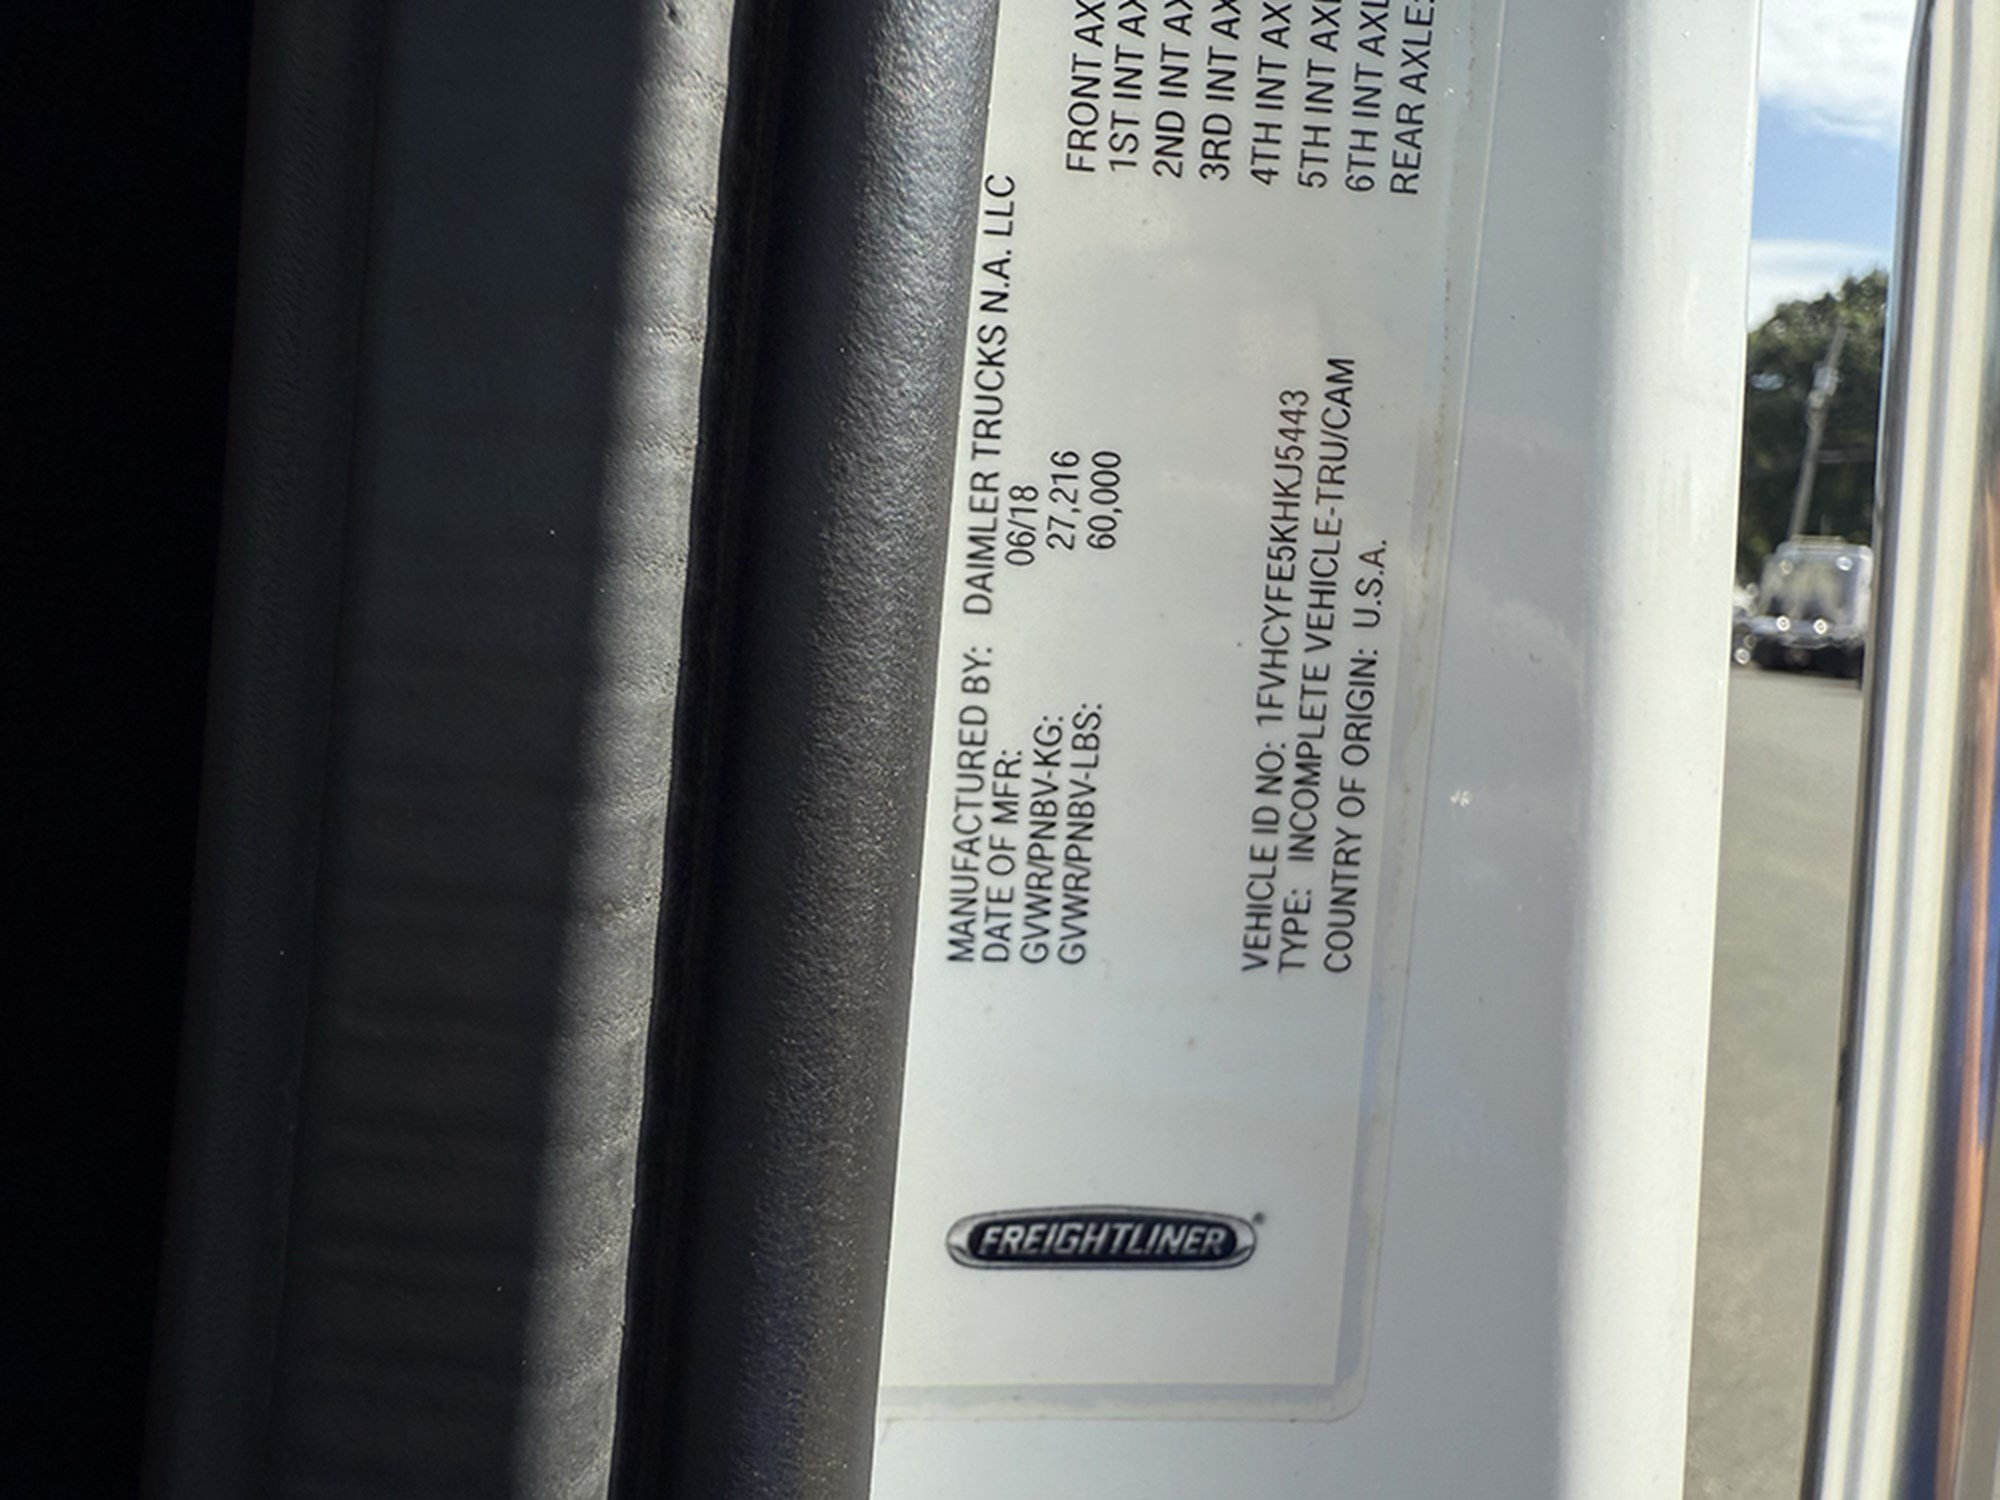 MANUFACTURED BY: DAIMLER TRUCKS N.A. LLC
DATE OF MFR: 06/18
GVWR/PNBV-KG: 27,216
GVWR/PNBV-LBS: 60,000
FRONT AX
1ST INT AX
2ND INT AX
3RD INT AX
4TH INT AX
5TH INT AXL
6TH INT AXL
REAR AXLE:
VEHICLE ID NO: 1FVHCYFE5KHKJ5443
TYPE: INCOMPLETE VEHICLE-TRU/CAM
COUNTRY OF ORIGIN: U.S.A.
FREIGHTLINER